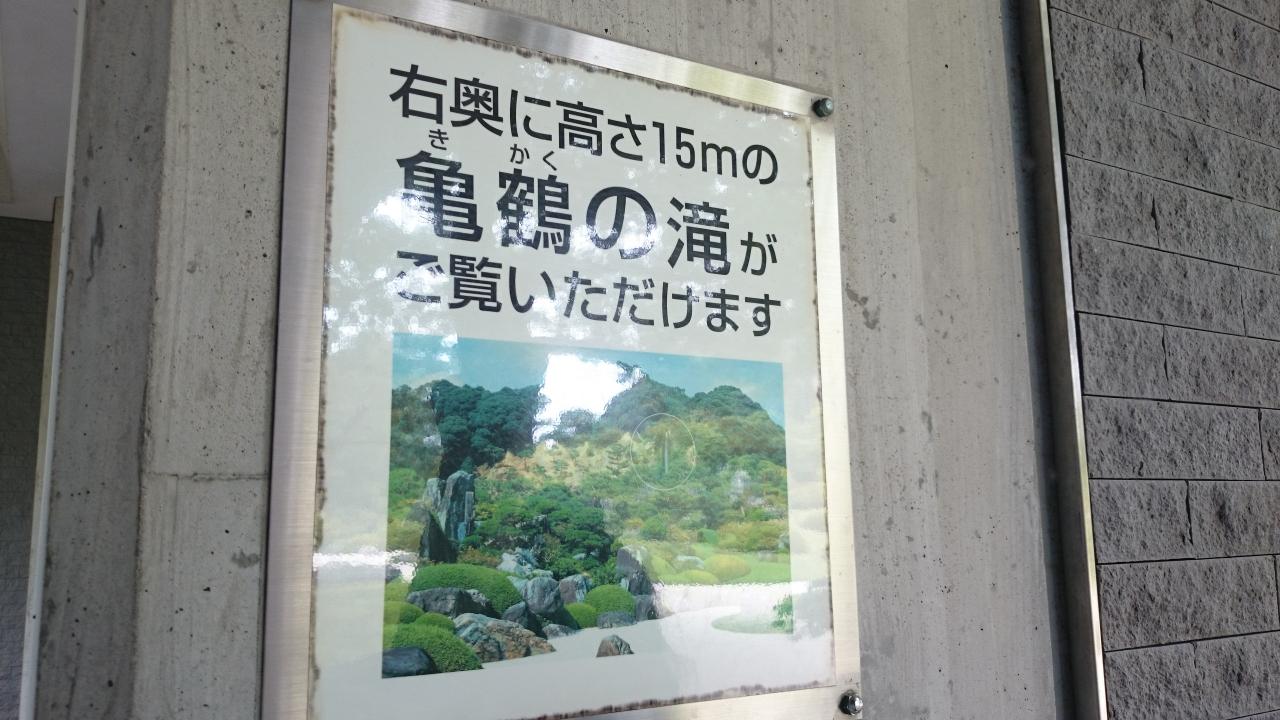 右奥に高さ15mの
き かく
亀鶴の滝が
ご覧いただけます